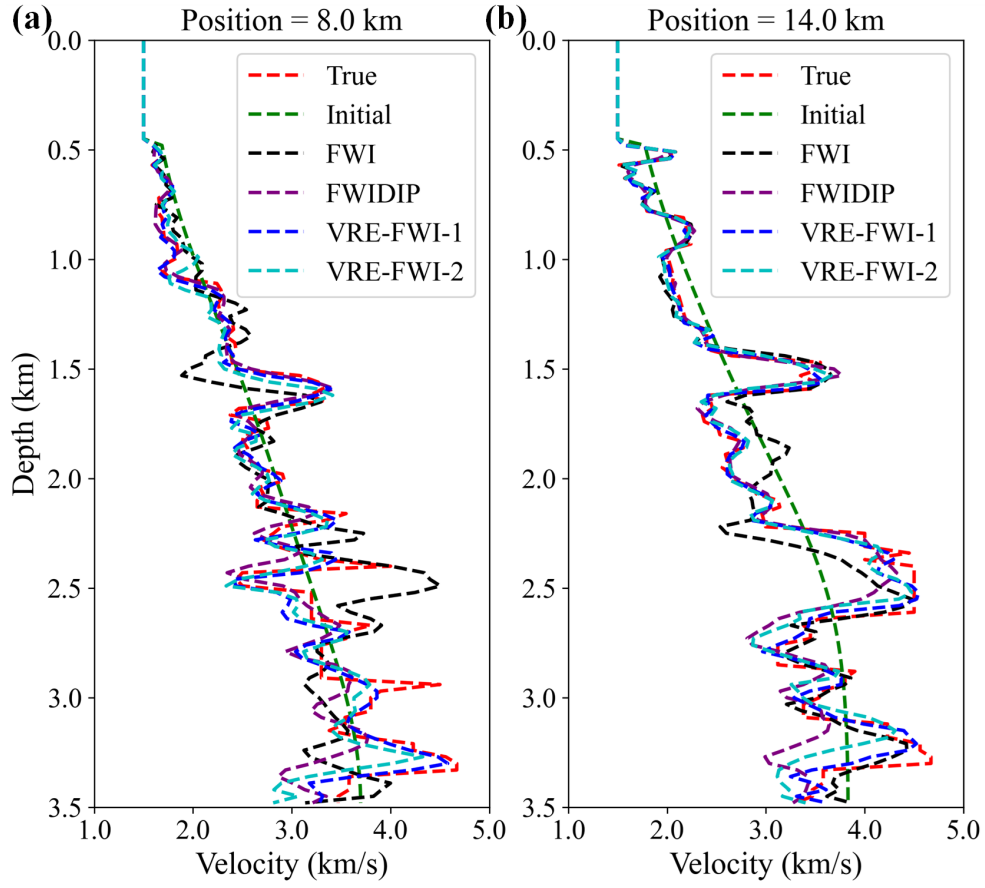 (a) Position = 8.0 km
(b) Position = 14.0 km
Depth (km)
0.0
0.5
1.0
1.5
2.0
2.5
3.0
3.5
True
Initial
FWI
FWIDIP
VRE-FWI-1
VRE-FWI-2
1.0 2.0 3.0 4.0 5.0
Velocity (km/s)
0.0
0.5
1.0
1.5
2.0
2.5
3.0
3.5
True
Initial
FWI
FWIDIP
VRE-FWI-1
VRE-FWI-2
1.0 2.0 3.0 4.0 5.0
Velocity (km/s)